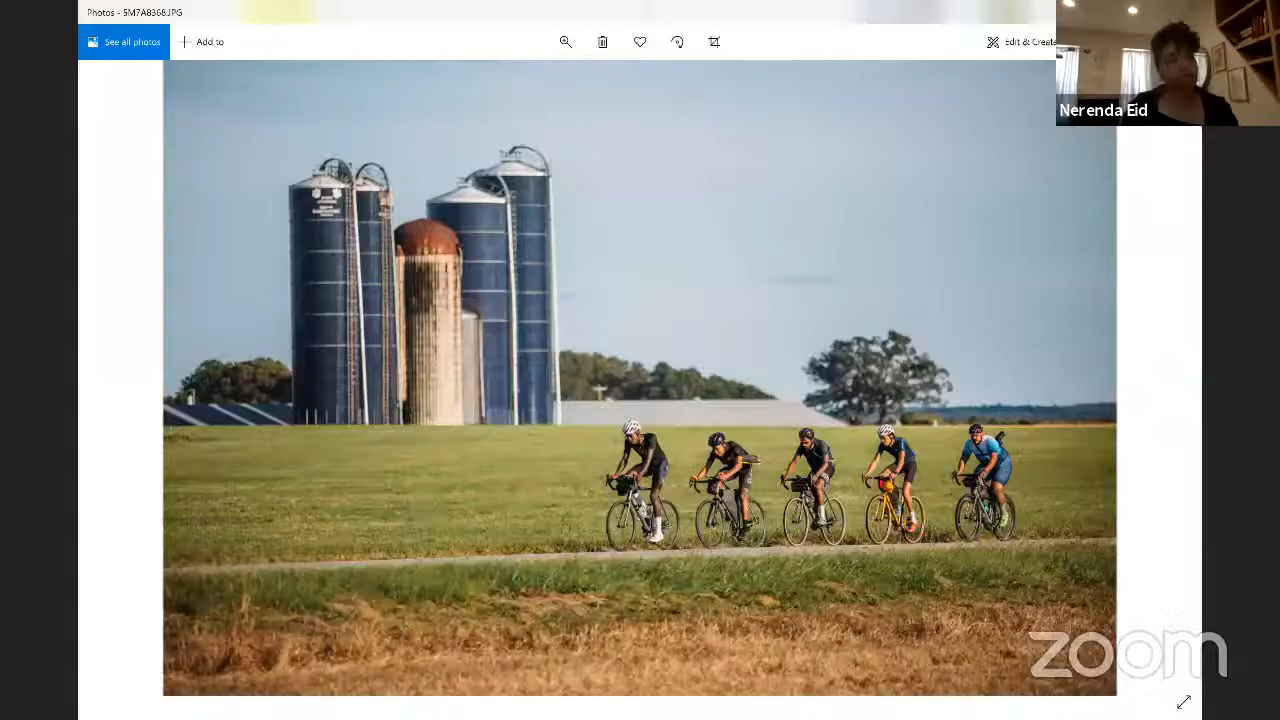 Photos - 5M7A8368.JPG
See all photos
Add to
Edit & Create
Nerenda Eid
zoom